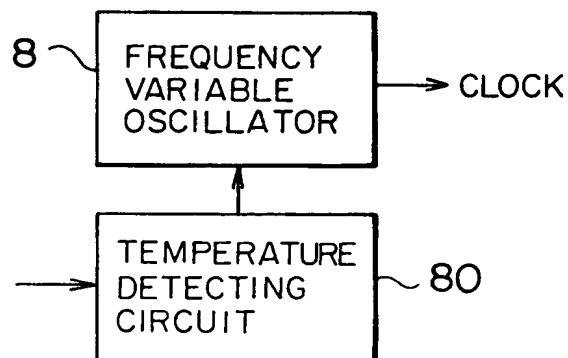 8
FREQUENCY
VARIABLE
OSCILLATOR
CLOCK
TEMPERATURE
DETECTING
CIRCUIT
80